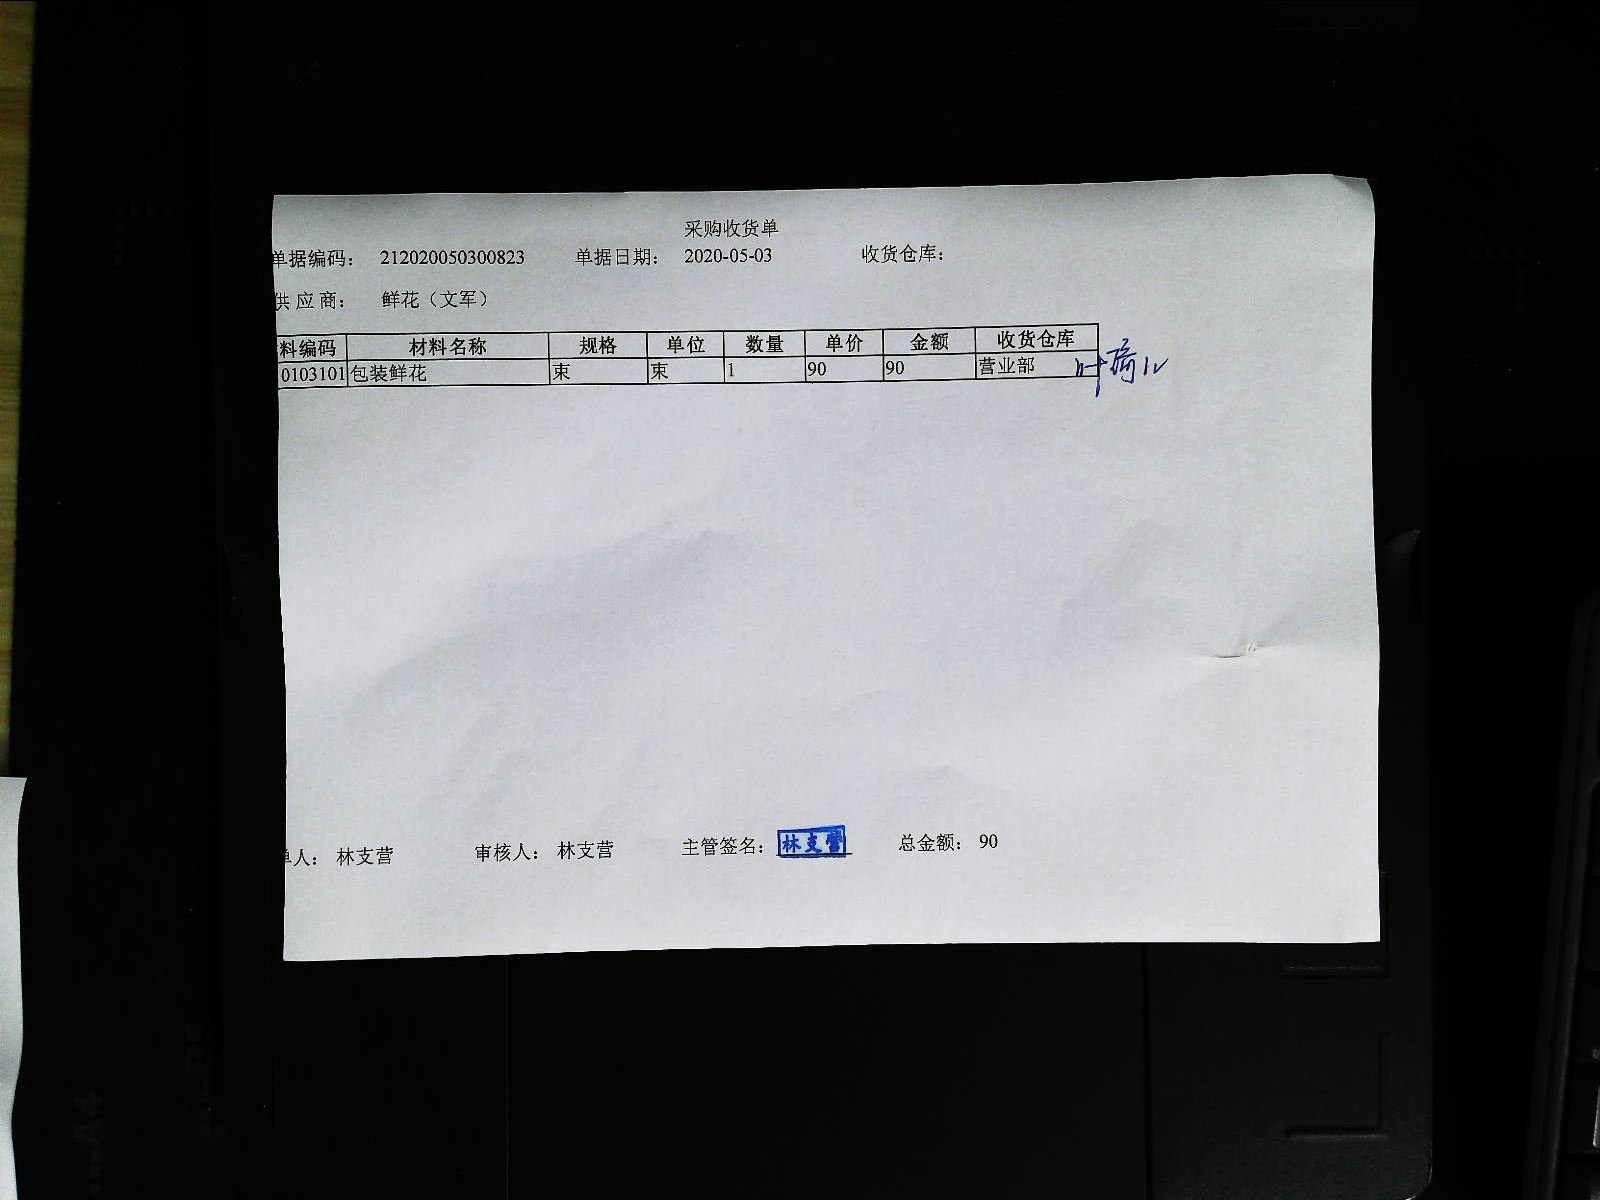 采购收货单
单据编码： 212020050300823 单据日期： 2020-05-03 收货仓库：
供 应 商： 鲜花（文军）
料编码 材料名称 规格 单位 数量 单价 金额 收货仓库
0103101 包装鲜花 束 束 1 90 90 营业部
单人： 林支营 审核人： 林支营 主管签名： 林支营 总金额： 90